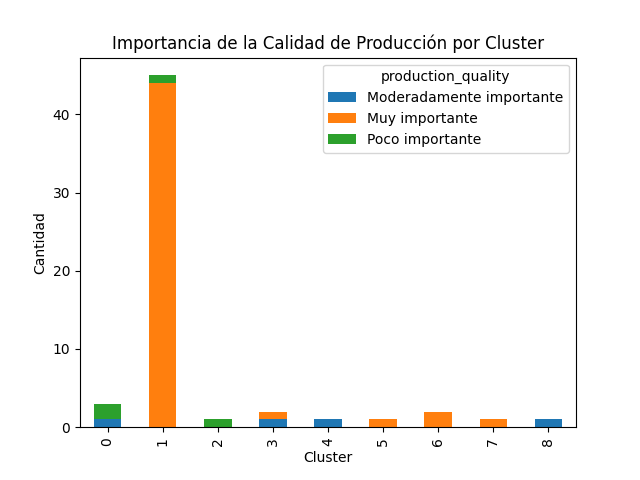 Importancia de la Calidad de Producción por Cluster
production_quality
Moderadamente importante
Muy importante
Poco importante
Cantidad
40
30
20
10
0
0 1 2 3 4 5 6 7 8
Cluster